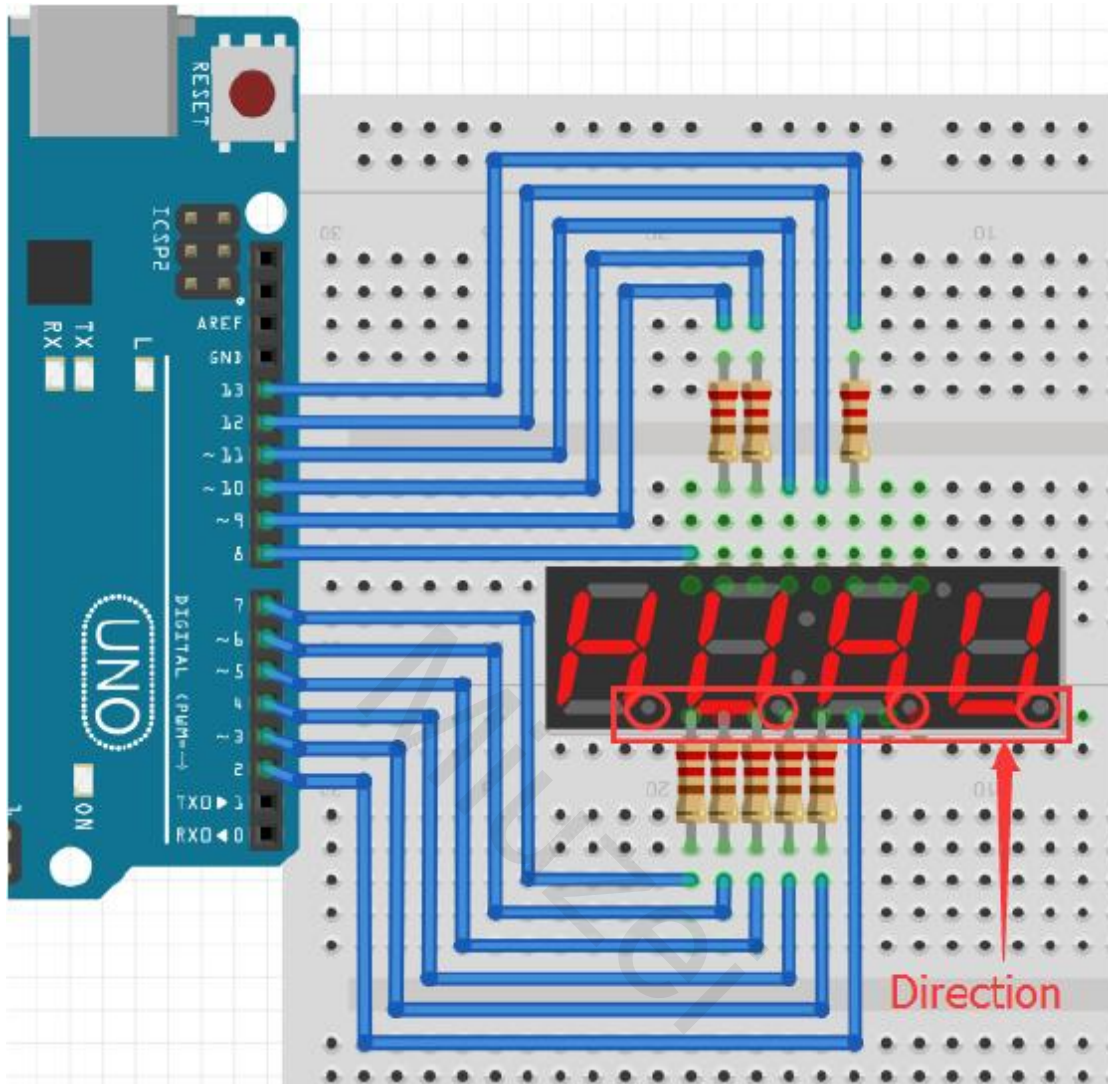 RESET
ICSP2
AREF
GND
13
12
~11
~10
~9
8
7
~6
~5
4
~3
2
TX0►1
RX0◄0
DIGITAL (PWM~)
L
TX
RX
UNO
ON
30
10
20
Direction
Miuzei